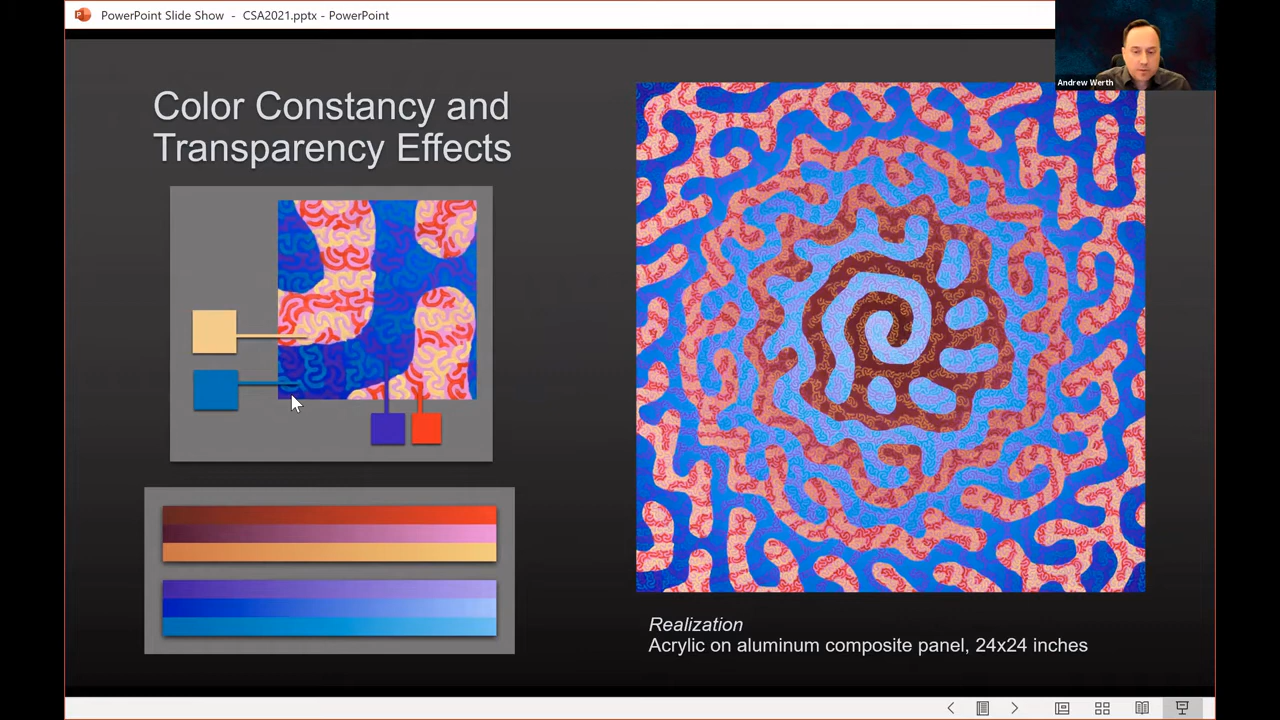 PowerPoint Slide Show - CSA2021.pptx - PowerPoint
Andrew Werth
Color Constancy and
Transparency Effects
Realization
Acrylic on aluminum composite panel, 24x24 inches